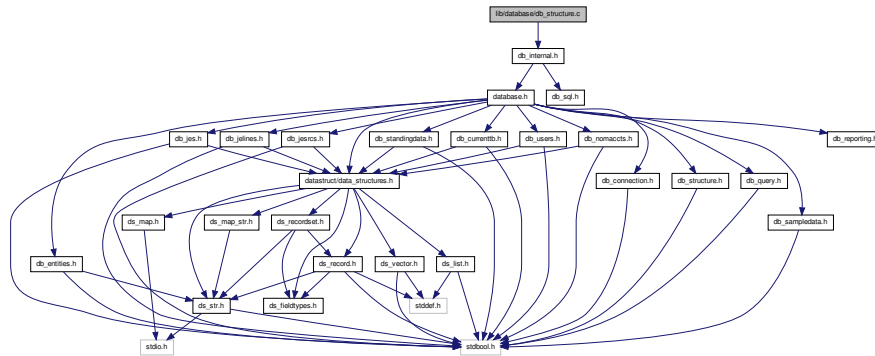 lib/database/db_structure.c
db_internal.h
database.h
db_sql.h
db_jes.h
db_jelines.h
db_jesrcs.h
db_standingdata.h
db_currenttb.h
db_users.h
db_nomaccts.h
db_reporting.h
datastruct/data_structures.h
db_connection.h
db_structure.h
db_query.h
ds_map.h
ds_map_str.h
ds_recordset.h
db_sampledata.h
db_entities.h
ds_record.h
ds_vector.h
ds_list.h
ds_str.h
ds_fieldtypes.h
stddef.h
stdio.h
stdbool.h